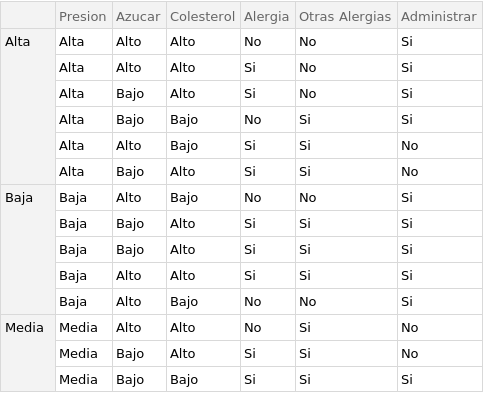 Presion Azucar Colesterol Alergia Otras Alergias Administrar
Alta Alta Alto Alto No No Si
Alta Alto Alto Si No Si
Alta Bajo Alto Si No Si
Alta Bajo Bajo No Si Si
Alta Alto Bajo Si Si No
Alta Bajo Alto Si Si No
Baja Baja Alto Bajo No No Si
Baja Bajo Alto Si Si Si
Baja Bajo Alto Si Si Si
Baja Alto Alto Si Si Si
Baja Alto Bajo No No Si
Media Media Alto Alto No Si No
Media Bajo Alto Si Si No
Media Bajo Bajo Si Si Si